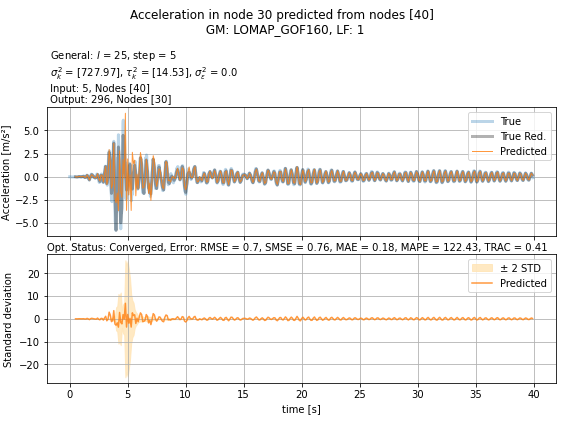 Acceleration in node 30 predicted from nodes [40]
GM: LOMAP_GOF160, LF: 1
General: l = 25, step = 5
σ²ₖ = [727.97], τ²ₖ = [14.53], σ²_ε = 0.0
Input: 5, Nodes [40]
Output: 296, Nodes [30]
Acceleration [m/s²]
5.0
2.5
0.0
−2.5
−5.0
True
True Red.
Predicted
Opt. Status: Converged, Error: RMSE = 0.7, SMSE = 0.76, MAE = 0.18, MAPE = 122.43, TRAC = 0.41
Standard deviation
20
10
0
−10
−20
± 2 STD
Predicted
0 5 10 15 20 25 30 35 40
time [s]